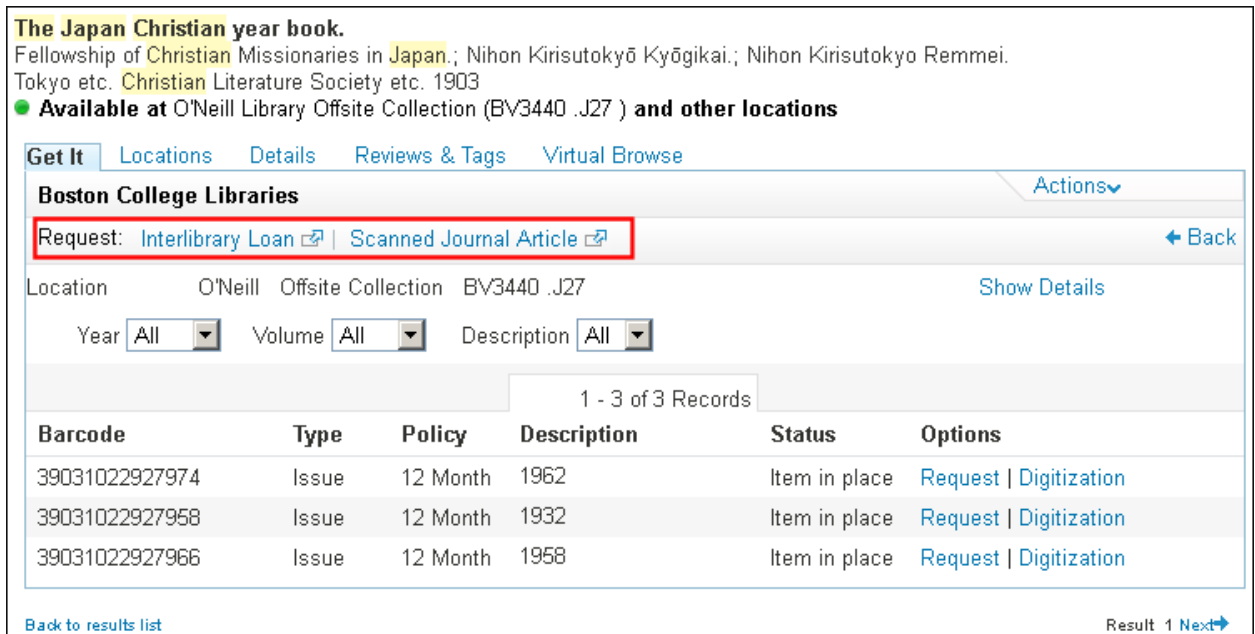 The Japan Christian year book.
Fellowship of Christian Missionaries in Japan.; Nihon Kirisutokyō Kyōgikai.; Nihon Kirisutokyo Remmei.
Tokyo etc. Christian Literature Society etc. 1903
Available at O'Neill Library Offsite Collection (BV3440 .J27 ) and other locations
Get It Locations Details Reviews & Tags Virtual Browse
Boston College Libraries Actions
Request: Interlibrary Loan | Scanned Journal Article Back
Location O'Neill Offsite Collection BV3440 .J27 Show Details
Year All Volume All Description All
1 - 3 of 3 Records
Barcode Type Policy Description Status Options
39031022927974 Issue 12 Month 1962 Item in place Request | Digitization
39031022927958 Issue 12 Month 1932 Item in place Request | Digitization
39031022927966 Issue 12 Month 1958 Item in place Request | Digitization
Back to results list Result 1 Next